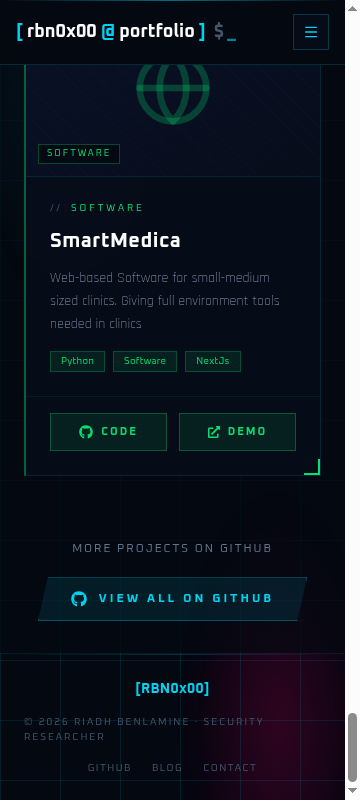 [ rbn0x00 @ portfolio ] $_
SOFTWARE
// SOFTWARE
SmartMedica
Web-based Software for small-medium
sized clinics. Giving full environment tools
needed in clinics
Python Software NextJs
CODE DEMO
MORE PROJECTS ON GITHUB
VIEW ALL ON GITHUB
[RBN0x00]
© 2026 RIADH BENLAMINE · SECURITY
RESEARCHER
GITHUB BLOG CONTACT